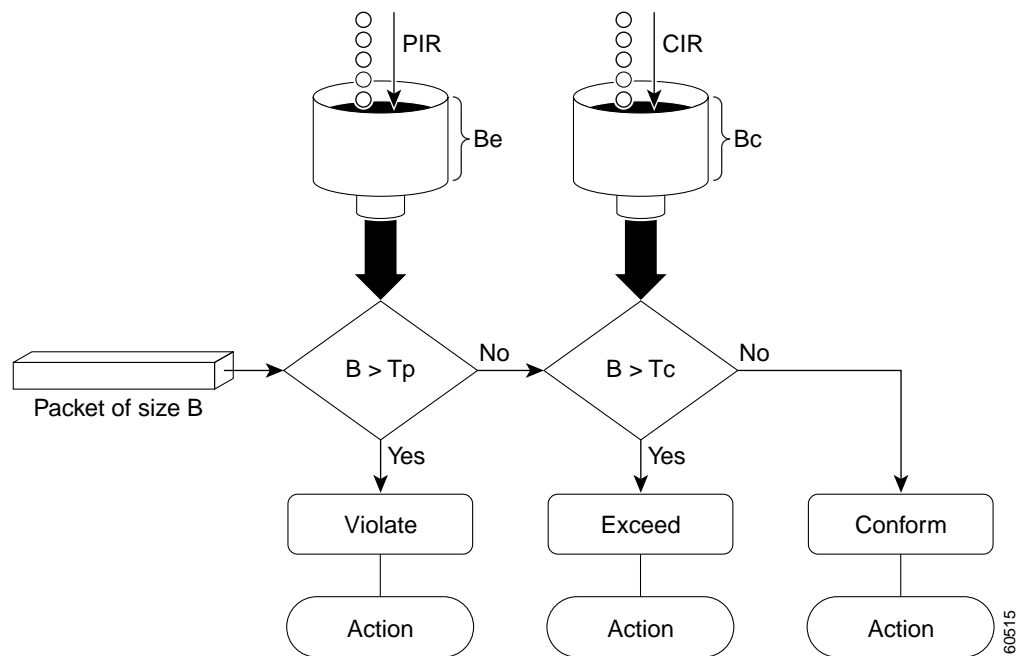 PIR
CIR
Be
Bc
B > Tp
No
B > Tc
No
Packet of size B
Yes
Yes
Violate
Exceed
Conform
Action
Action
Action
60515